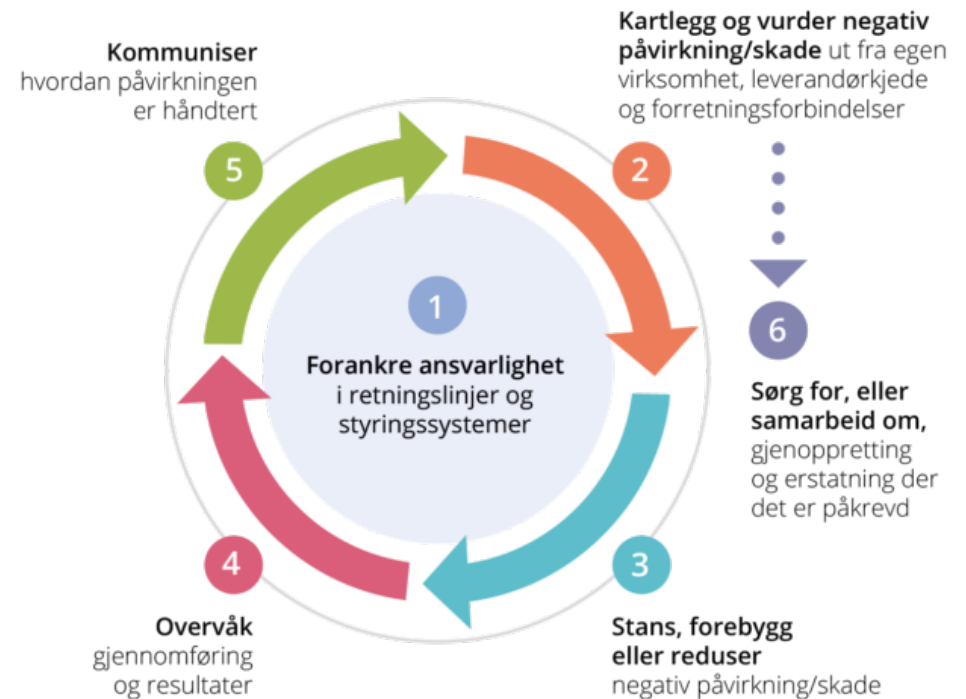 1
Forankre ansvarlighet
i retningslinjer og
styringssystemer
2
Kartlegg og vurder negativ
påvirkning/skade ut fra egen
virksomhet, leverandørkjede
og forretningsforbindelser
3
Stans, forebygg
eller reduser
negativ påvirkning/skade
4
Overvåk
gjennomføring
og resultater
5
Kommuniser
hvordan påvirkningen
er håndtert
6
Sørg for, eller
samarbeid om,
gjenoppretting
og erstatning der
det er påkrevd